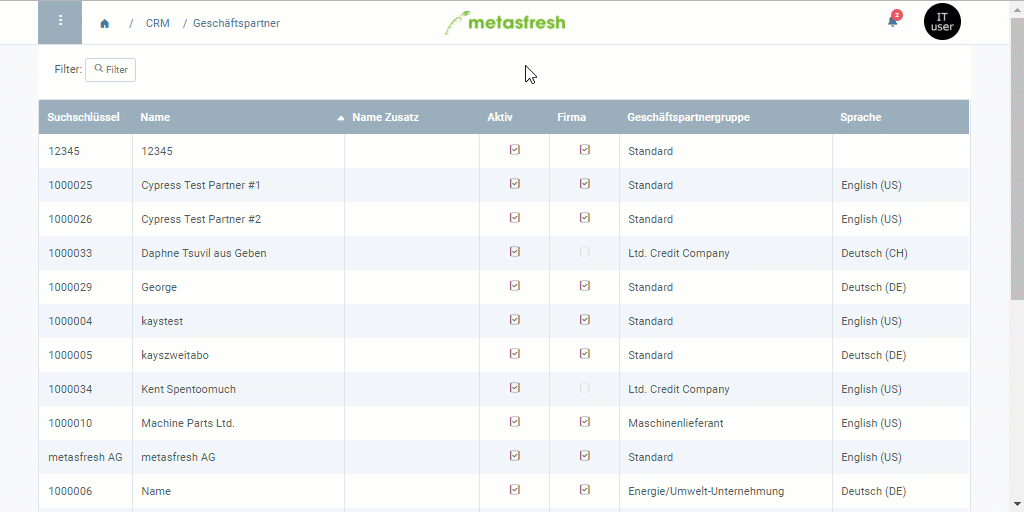 CRM / Geschäftspartner
metasfresh
2
IT
user
Filter: Filter
Suchschlüssel Name Name Zusatz Aktiv Firma Geschäftspartnergruppe Sprache
12345 12345 Standard
1000025 Cypress Test Partner #1 Standard English (US)
1000026 Cypress Test Partner #2 Standard English (US)
1000033 Daphne Tsuvil aus Geben Ltd. Credit Company Deutsch (CH)
1000029 George Standard Deutsch (DE)
1000004 kaystest Standard English (US)
1000005 kayszweitabo Standard Deutsch (DE)
1000034 Kent Spentoomuch Ltd. Credit Company English (US)
1000010 Machine Parts Ltd. Maschinenlieferant English (US)
metasfresh AG metasfresh AG Standard English (US)
1000006 Name Energie/Umwelt-Unternehmung Deutsch (DE)